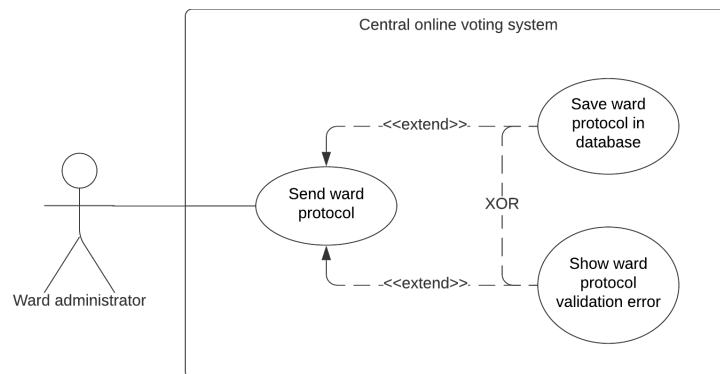 Central online voting system
Save ward
protocol in
database
<<extend>>
Send ward
protocol
XOR
Ward administrator
<<extend>>
Show ward
protocol
validation error